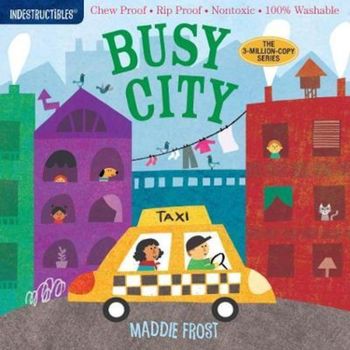 INDESTRUCTIBLES®
Chew Proof • Rip Proof • Nontoxic • 100% Washable
BUSY
CITY
THE
3-MILLION-COPY
SERIES
TAXI
MADDIE FROST